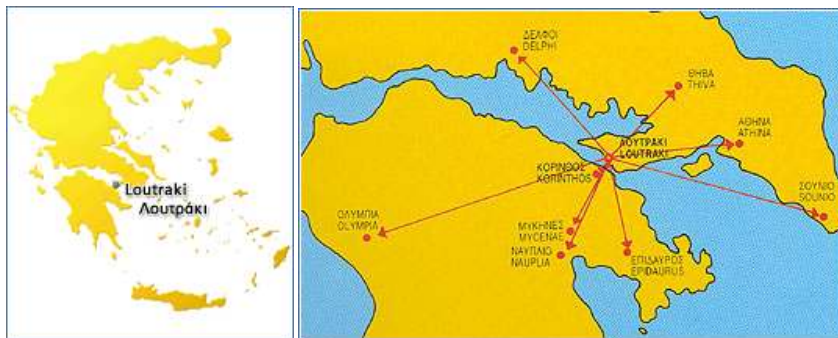 Loutraki
Λουτράκι
ΔΕΛΦΟΙ
DELPHI
ΘΗΒΑ
THIVA
ΑΘΗΝΑ
ATHINA
ΛΟΥΤΡΑΚΙ
LOUTRAKI
ΚΟΡΙΝΘΟΣ
KORINTHOS
ΣΟΥΝΙΟ
SOUNIO
ΟΛΥΜΠΙΑ
OLYMPIA
ΜΥΚΗΝΕΣ
MYCENAE
ΝΑΥΠΛΙΟ
NAUPLIA
ΕΠΙΔΑΥΡΟΣ
EPIDAURUS